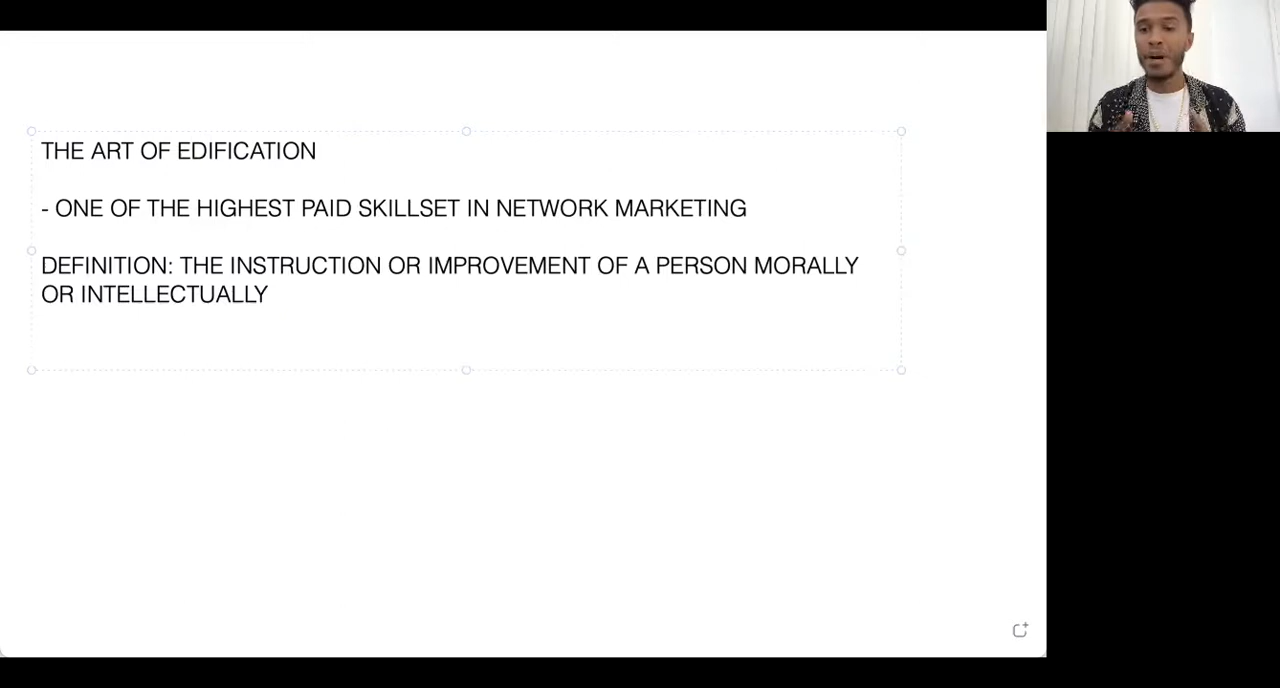 THE ART OF EDIFICATION
- ONE OF THE HIGHEST PAID SKILLSET IN NETWORK MARKETING
DEFINITION: THE INSTRUCTION OR IMPROVEMENT OF A PERSON MORALLY
OR INTELLECTUALLY